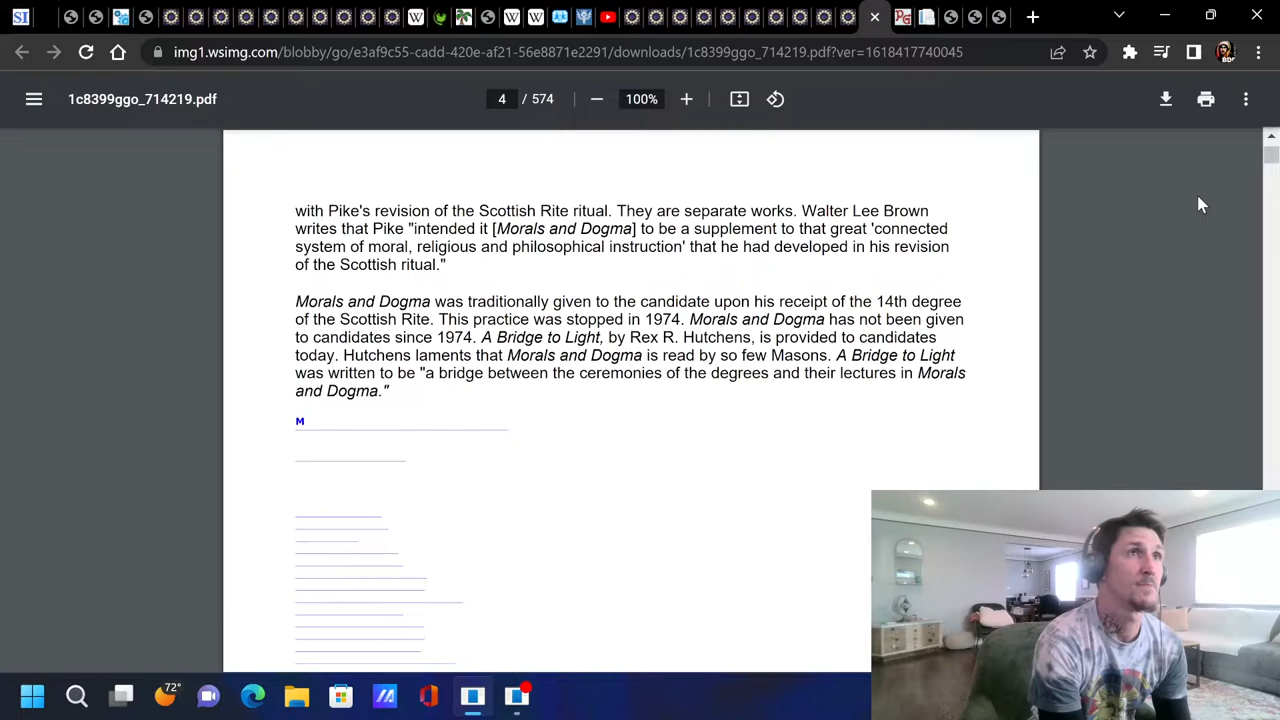 img1.wsimg.com/blobby/go/e3af9c55-cadd-420e-af21-56e8871e2291/downloads/1c8399ggo_714219.pdf?ver=1618417740045
1c8399ggo_714219.pdf
4 / 574
100%
with Pike's revision of the Scottish Rite ritual. They are separate works. Walter Lee Brown
writes that Pike "intended it [Morals and Dogma] to be a supplement to that great 'connected
system of moral, religious and philosophical instruction' that he had developed in his revision
of the Scottish ritual."
Morals and Dogma was traditionally given to the candidate upon his receipt of the 14th degree
of the Scottish Rite. This practice was stopped in 1974. Morals and Dogma has not been given
to candidates since 1974. A Bridge to Light, by Rex R. Hutchens, is provided to candidates
today. Hutchens laments that Morals and Dogma is read by so few Masons. A Bridge to Light
was written to be "a bridge between the ceremonies of the degrees and their lectures in Morals
and Dogma."
M
72°